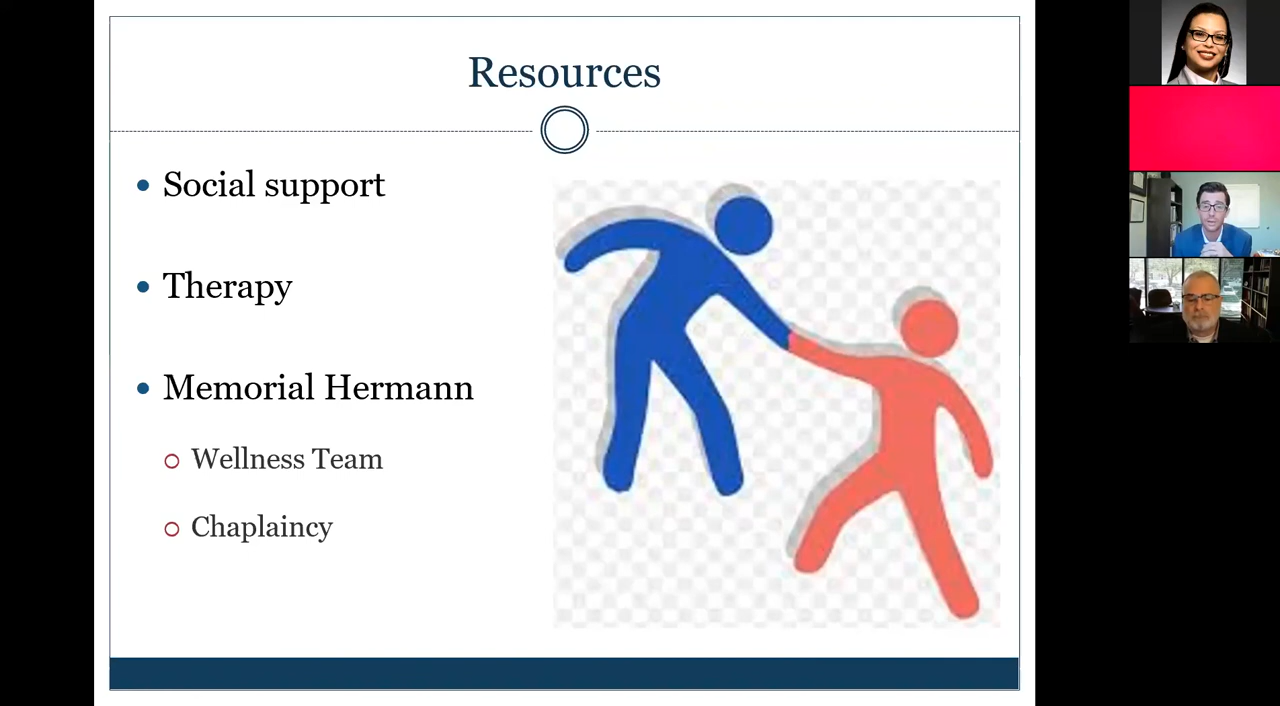 Resources
Social support
Therapy
Memorial Hermann
Wellness Team
Chaplaincy